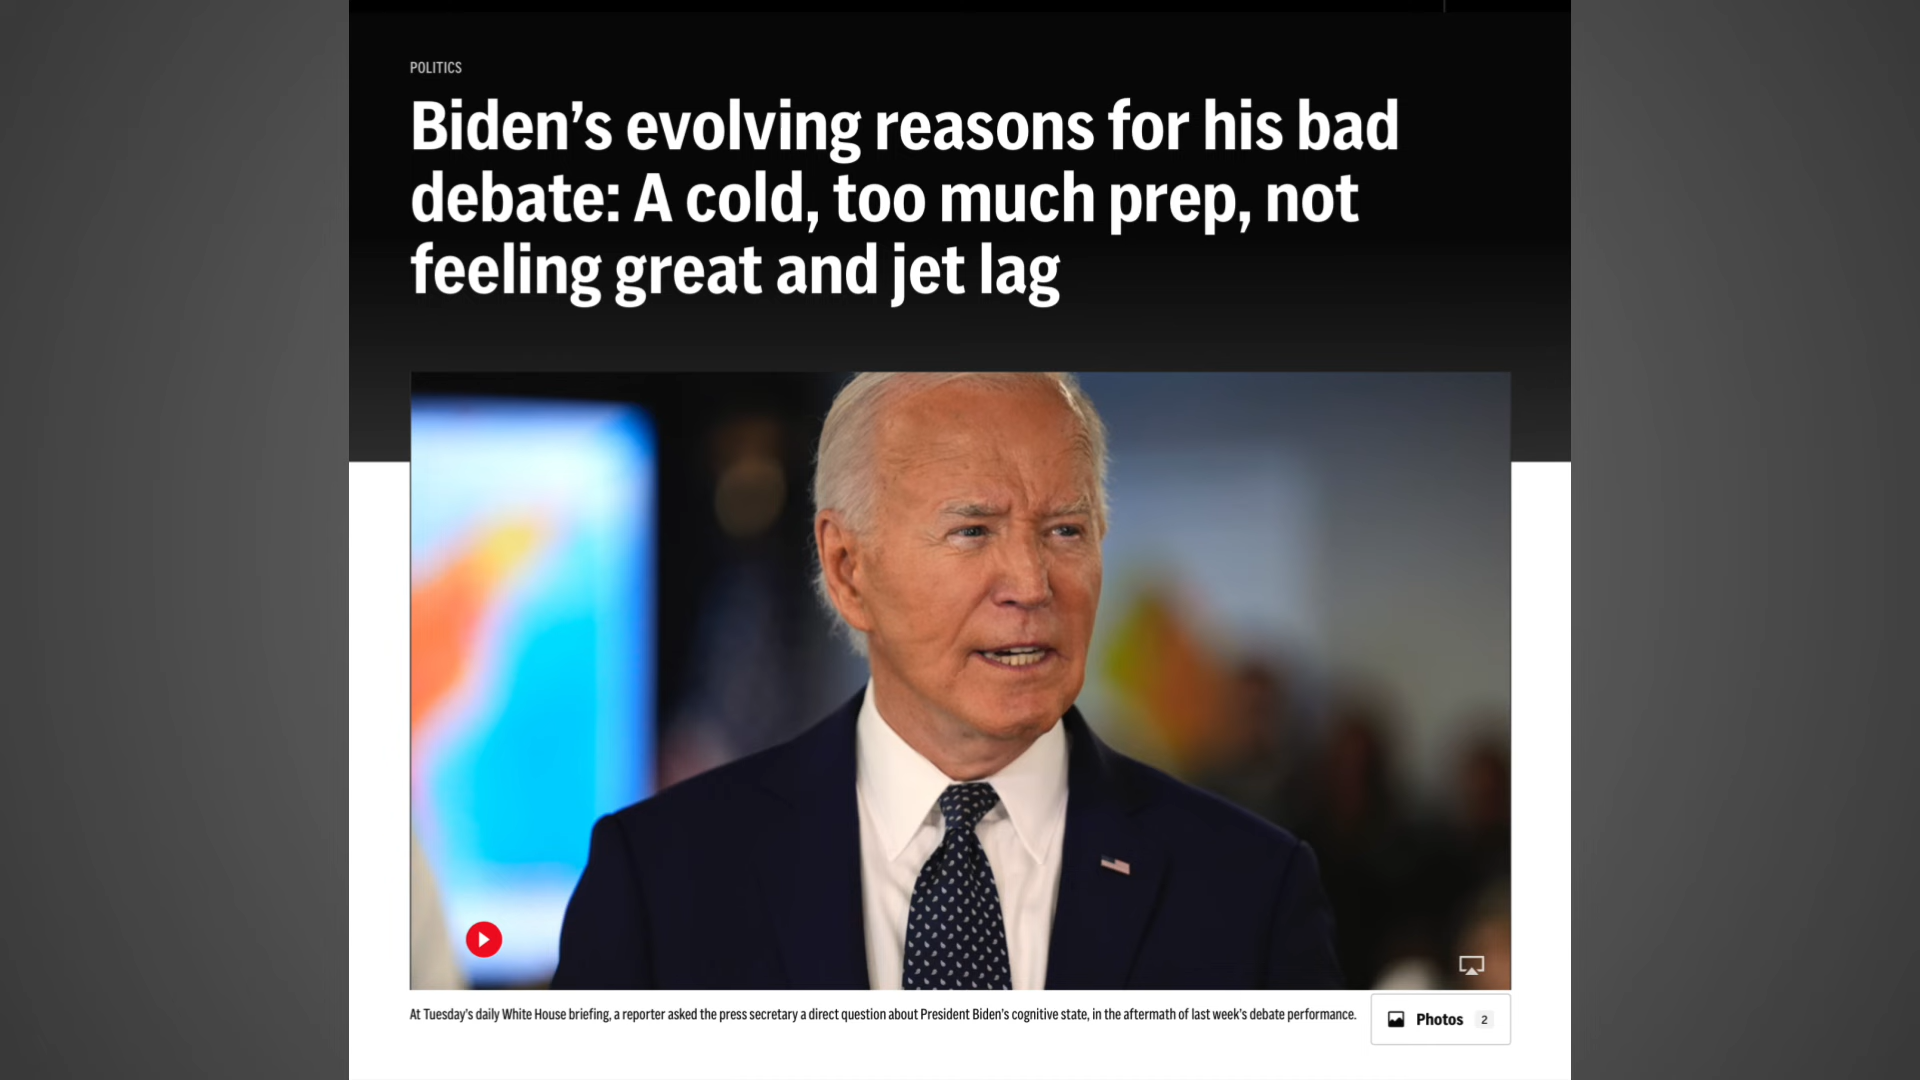 POLITICS
Biden’s evolving reasons for his bad
debate: A cold, too much prep, not
feeling great and jet lag
At Tuesday’s daily White House briefing, a reporter asked the press secretary a direct question about President Biden’s cognitive state, in the aftermath of last week’s debate performance.
Photos 2